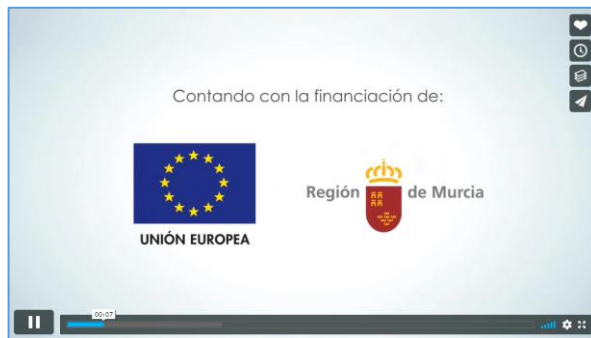 Contando con la financiación de:
UNIÓN EUROPEA
Región de Murcia
00:07